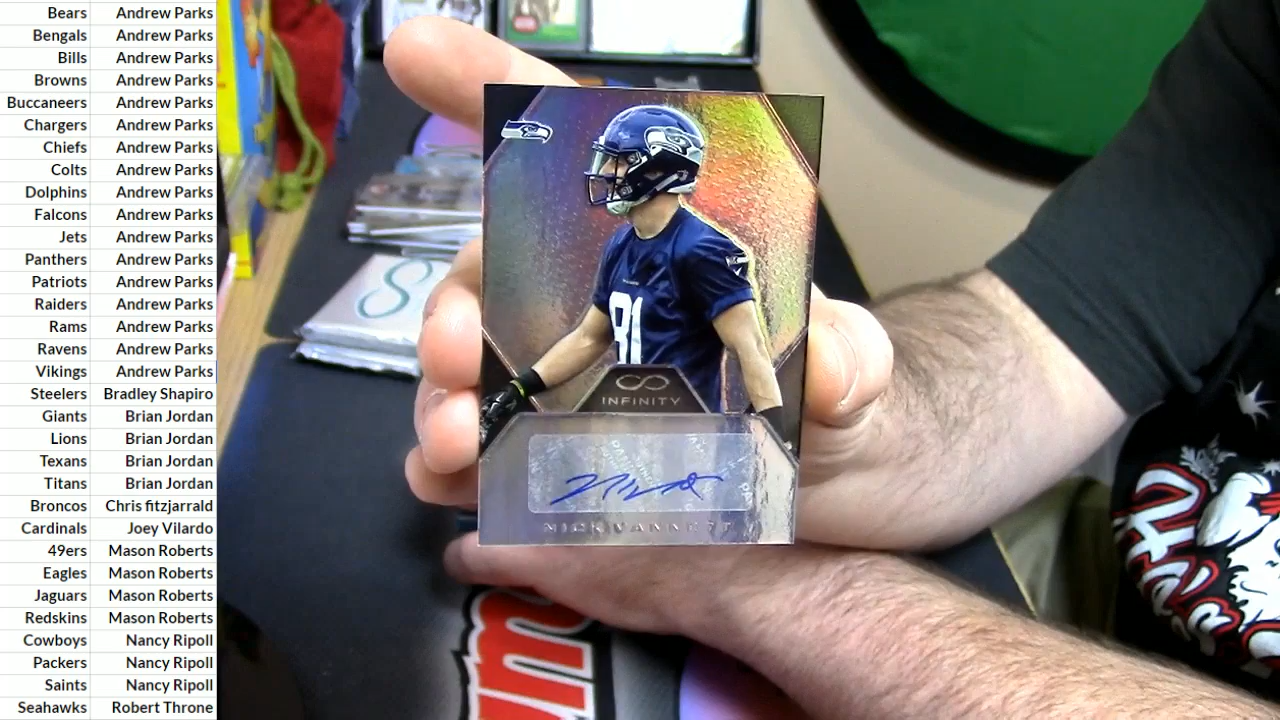 Bears Andrew Parks
Bengals Andrew Parks
Bills Andrew Parks
Browns Andrew Parks
Buccaneers Andrew Parks
Chargers Andrew Parks
Chiefs Andrew Parks
Colts Andrew Parks
Dolphins Andrew Parks
Falcons Andrew Parks
Jets Andrew Parks
Panthers Andrew Parks
Patriots Andrew Parks
Raiders Andrew Parks
Rams Andrew Parks
Ravens Andrew Parks
Vikings Andrew Parks
Steelers Bradley Shapiro
Giants Brian Jordan
Lions Brian Jordan
Texans Brian Jordan
Titans Brian Jordan
Broncos Chris fitzjarrald
Cardinals Joey Vilardo
49ers Mason Roberts
Eagles Mason Roberts
Jaguars Mason Roberts
Redskins Mason Roberts
Cowboys Nancy Ripoll
Packers Nancy Ripoll
Saints Nancy Ripoll
Seahawks Robert Throne
81
INFINITY
NICK VANNETT